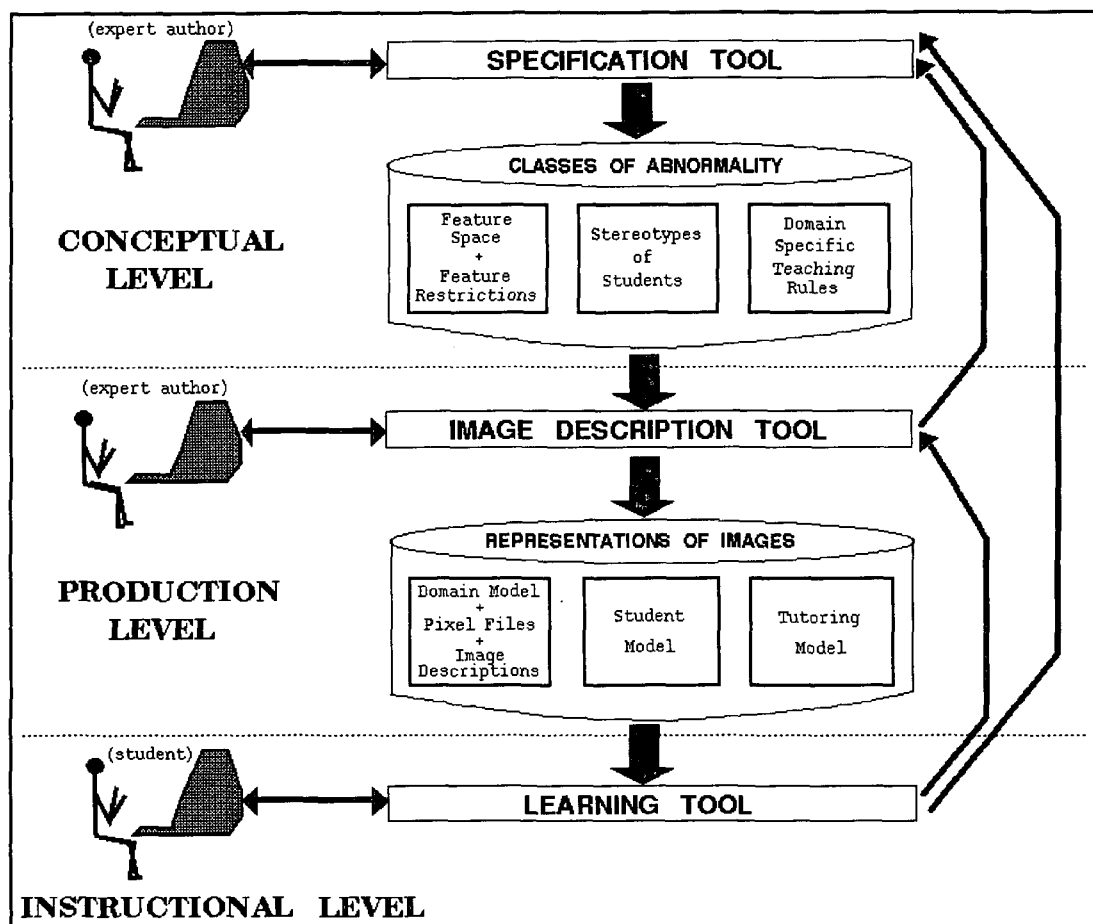 (expert author)
SPECIFICATION TOOL
CLASSES OF ABNORMALITY
Feature
Space
+
Feature
Restrictions
Stereotypes
of
Students
Domain
Specific
Teaching
Rules
CONCEPTUAL
LEVEL
(expert author)
IMAGE DESCRIPTION TOOL
REPRESENTATIONS OF IMAGES
Domain Model
+
Pixel Files
+
Image
Descriptions
Student
Model
Tutoring
Model
PRODUCTION
LEVEL
(student)
LEARNING TOOL
INSTRUCTIONAL LEVEL